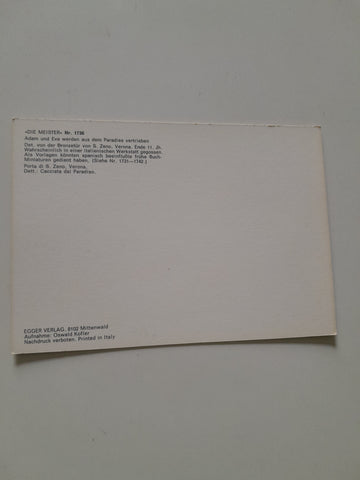 «DIE MEISTER» Nr. 1736
Adam und Eva werden aus dem Paradies vertrieben
Det. von der Bronzetür von S. Zeno, Verona. Ende 11. Jh.
Wahrscheinlich in einer italienischen Werkstatt gegossen.
Als Vorlagen könnten spanisch beeinflußte frühe Buch-
Miniaturen gedient haben. (Siehe Nr. 1731—1742.)
Porta di S. Zeno, Verona.
Dett.: Cacciata dal Paradiso.
EGGER VERLAG, 8102 Mittenwald
Aufnahme: Oswald Kofler
Nachdruck verboten. Printed in Italy